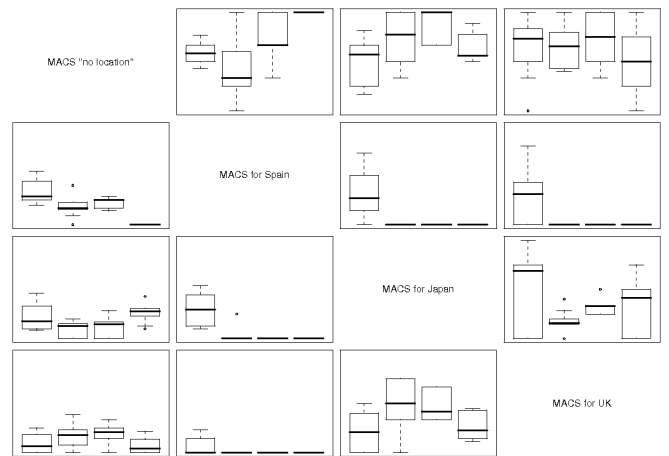 MACS "no location"
MACS for Spain
MACS for Japan
MACS for UK